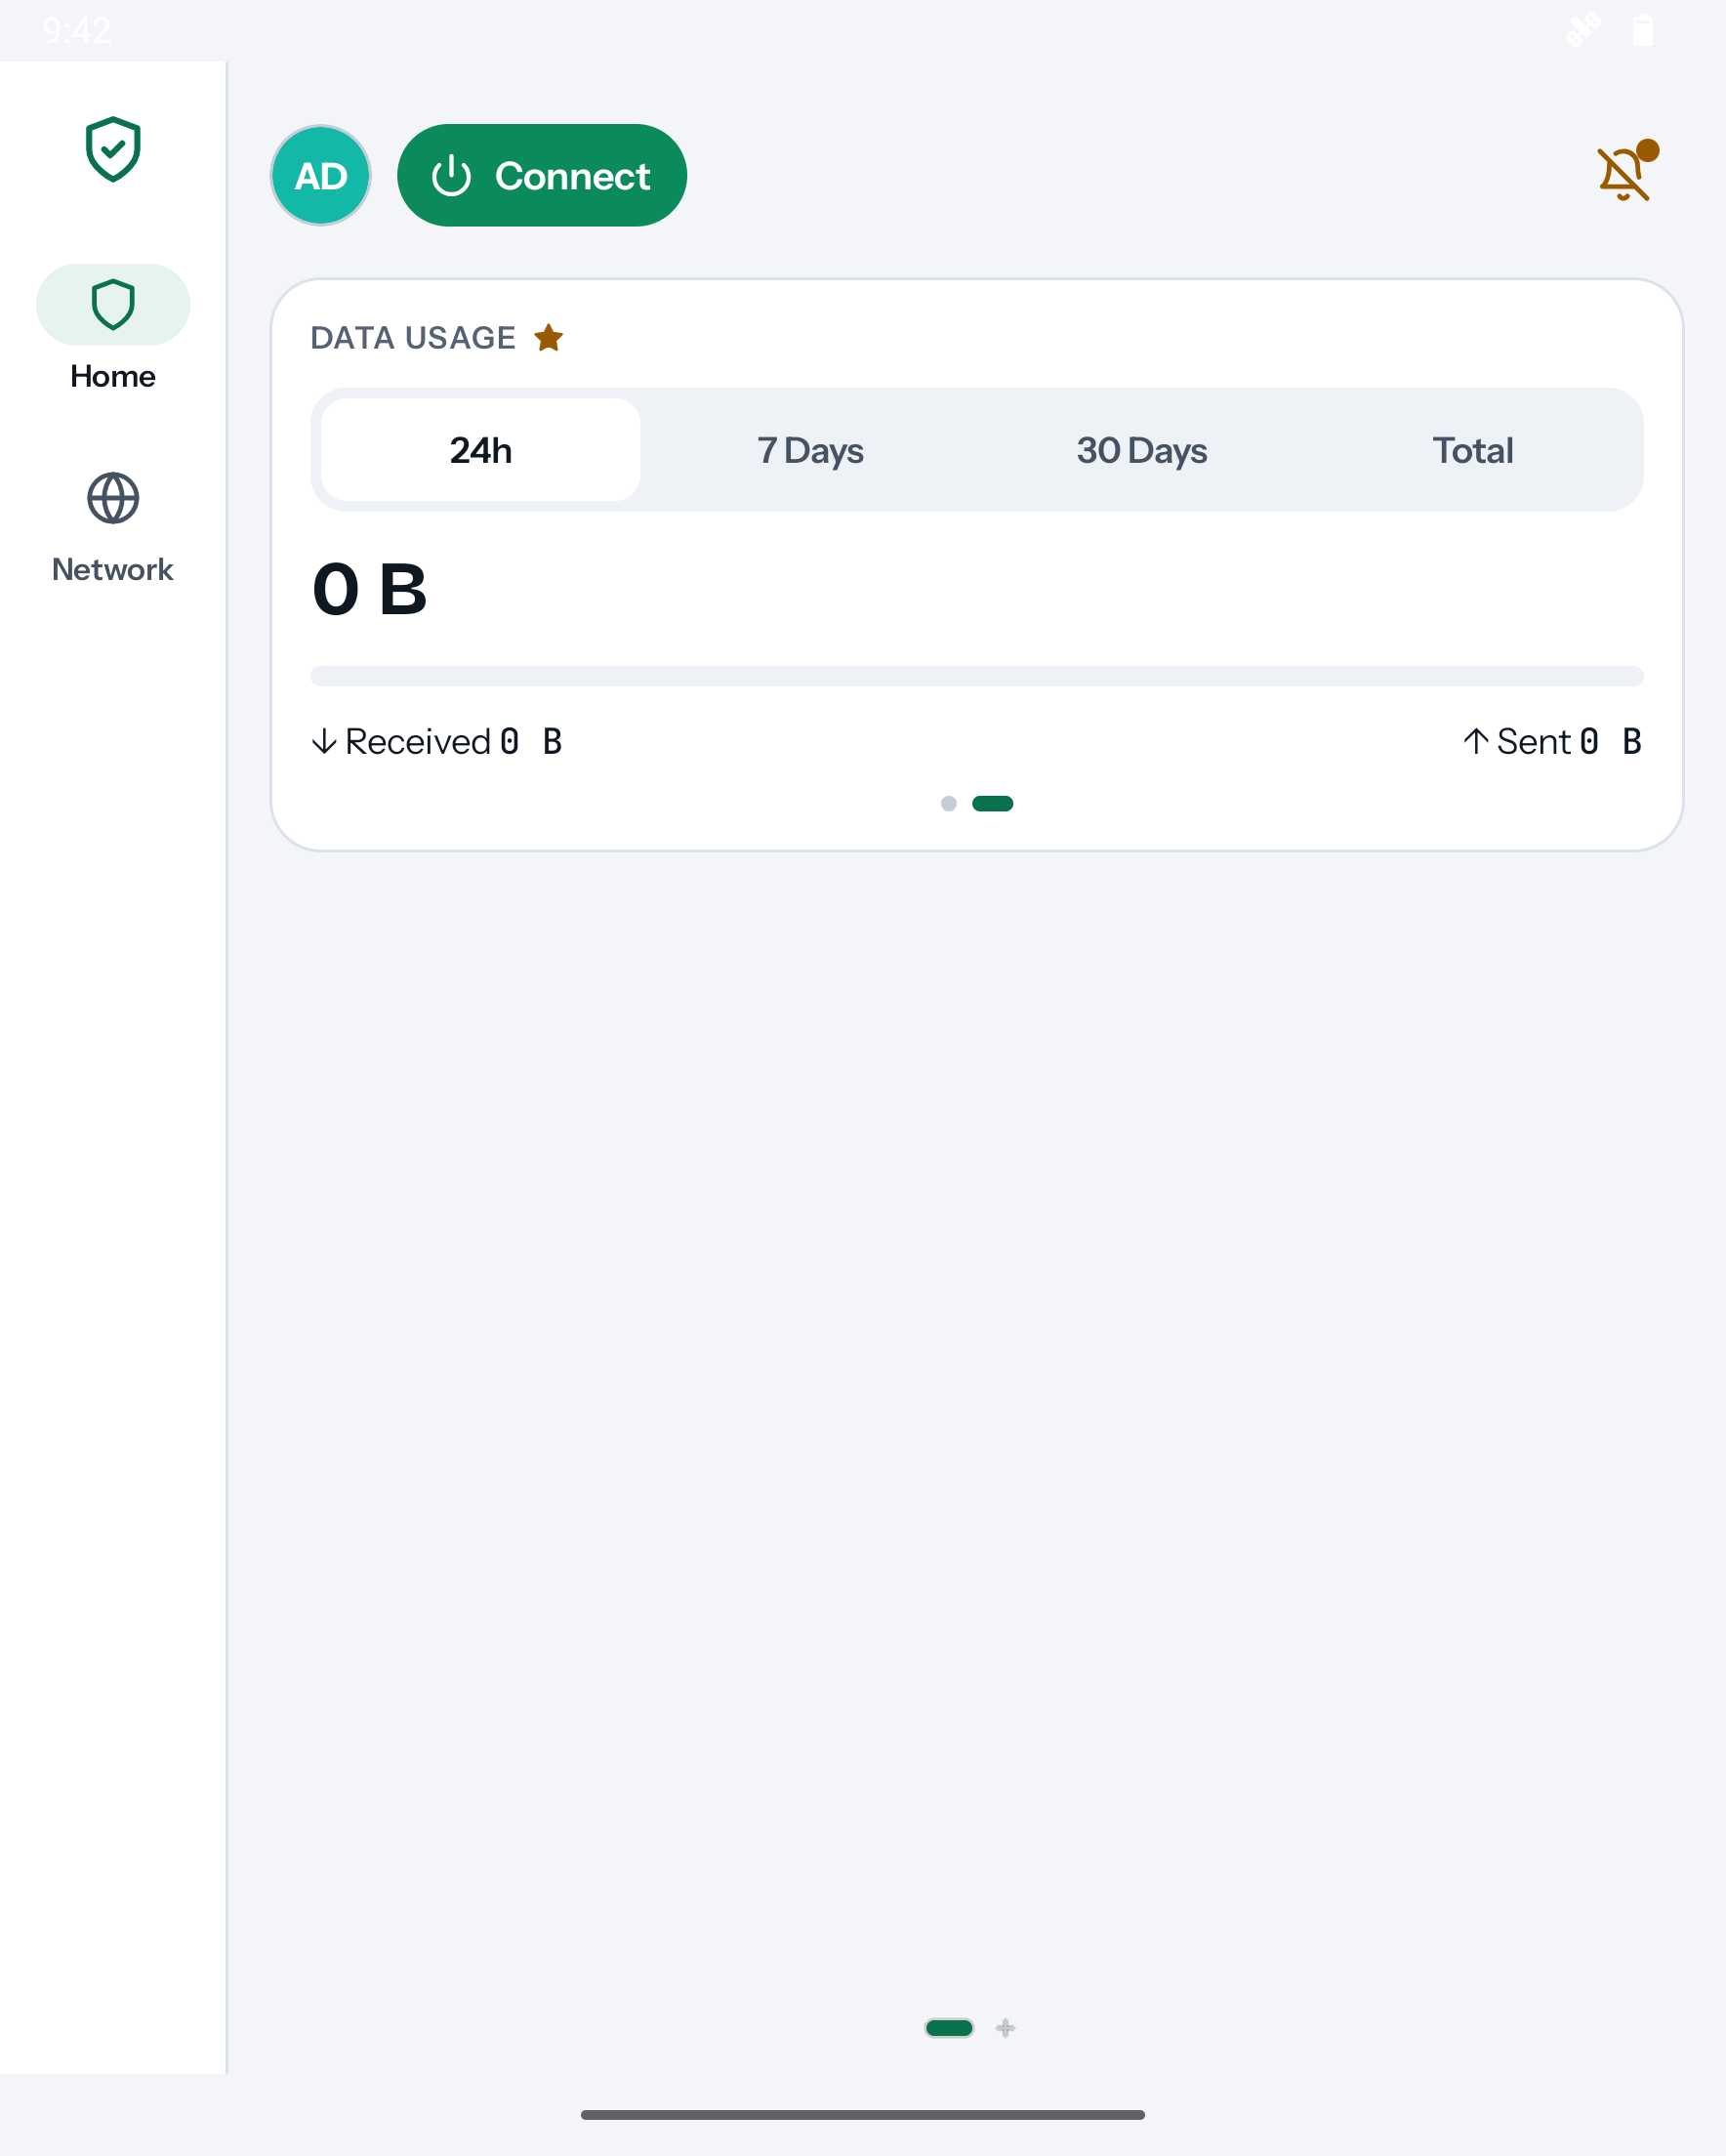 9:42
AD
Connect
Home
Network
DATA USAGE
24h
7 Days
30 Days
Total
0 B
Received 0 B
Sent 0 B